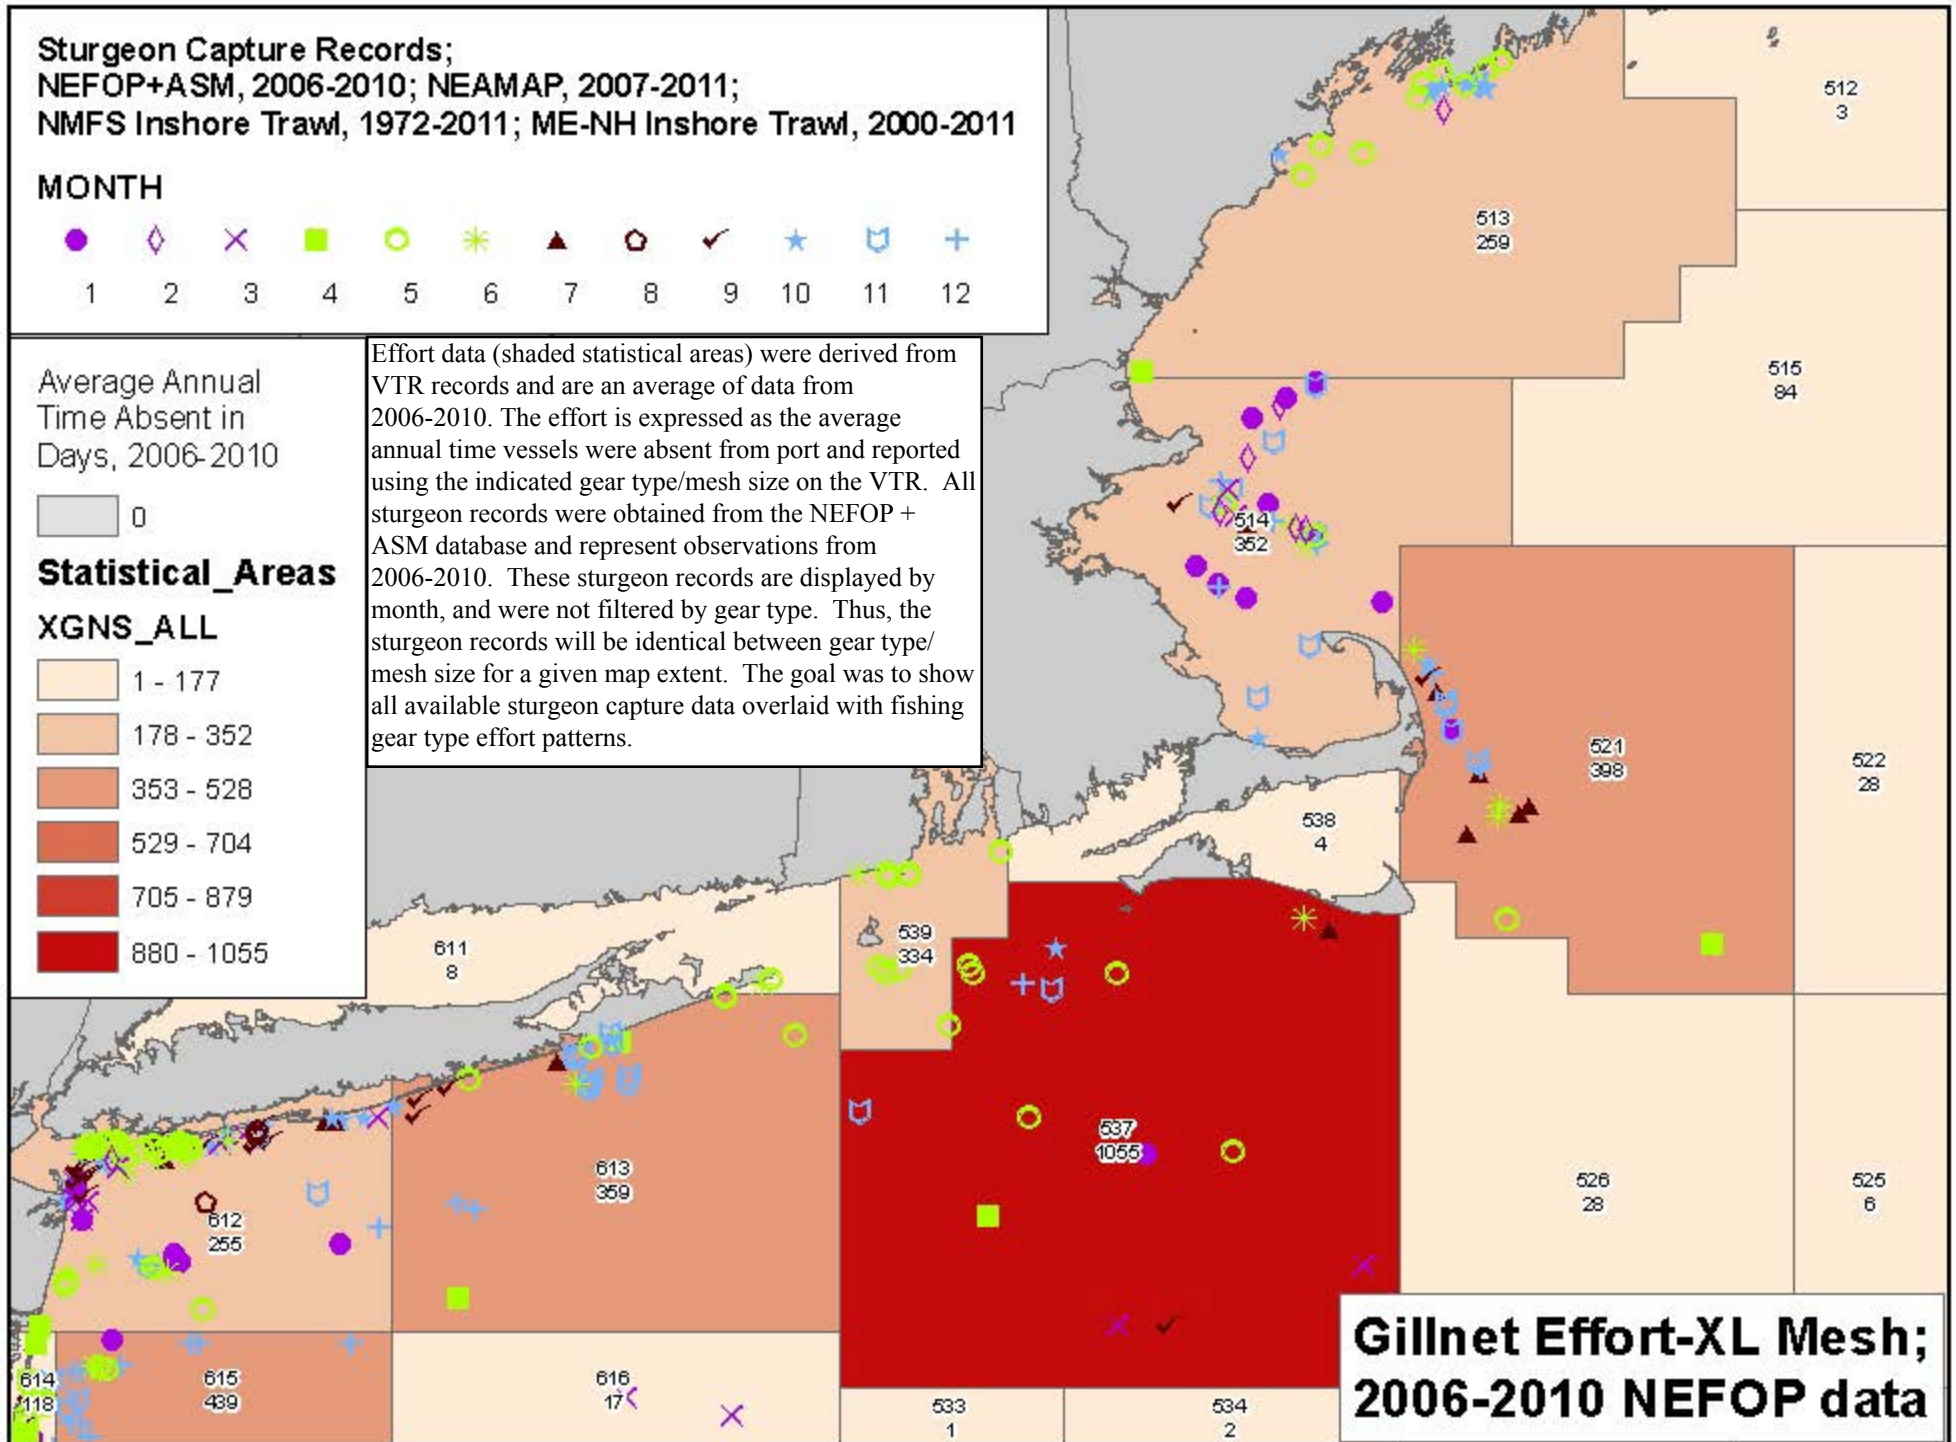 Sturgeon Capture Records;
NEFOP+ASM, 2006-2010; NEAMAP, 2007-2011;
NMFS Inshore Trawl, 1972-2011; ME-NH Inshore Trawl, 2000-2011
MONTH
1 2 3 4 5 6 7 8 9 10 11 12
Average Annual
Time Absent in
Days, 2006-2010
0
Statistical_Areas
XGNS_ALL
1 - 177
178 - 352
353 - 528
529 - 704
705 - 879
880 - 1055
Effort data (shaded statistical areas) were derived from
VTR records and are an average of data from
2006-2010. The effort is expressed as the average
annual time vessels were absent from port and reported
using the indicated gear type/mesh size on the VTR. All
sturgeon records were obtained from the NEFOP +
ASM database and represent observations from
2006-2010. These sturgeon records are displayed by
month, and were not filtered by gear type. Thus, the
sturgeon records will be identical between gear type/
mesh size for a given map extent. The goal was to show
all available sturgeon capture data overlaid with fishing
gear type effort patterns.
512
3
513
259
515
84
514
352
521
398
522
28
538
4
539
334
611
8
537
1055
613
359
612
255
526
28
525
6
614
118
615
439
616
17
533
1
534
2
Gillnet Effort-XL Mesh;
2006-2010 NEFOP data